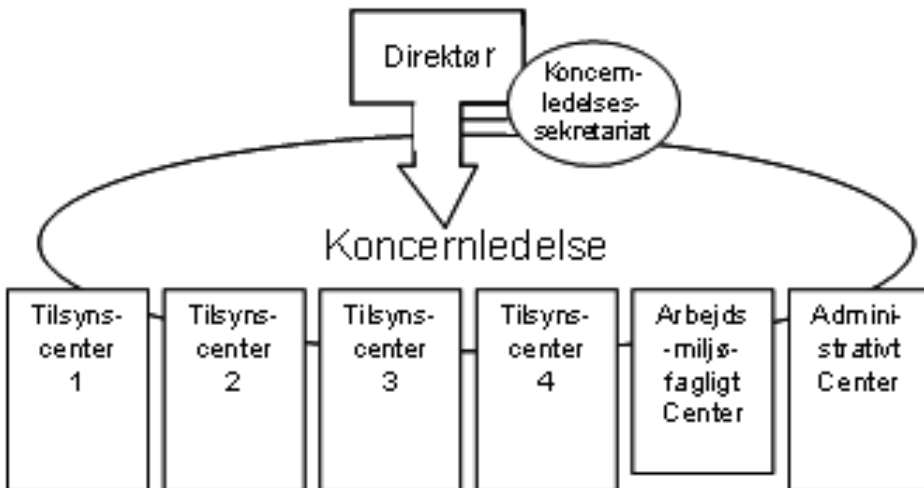 Direktør
Koncern-
ledelses-
sekretariat
Koncernledelse
Tilsyns-
center
1
Tilsyns-
center
2
Tilsyns-
center
3
Tilsyns-
center
4
Arbejds
-miljø-
fagligt
Center
Admini-
strativt
Center